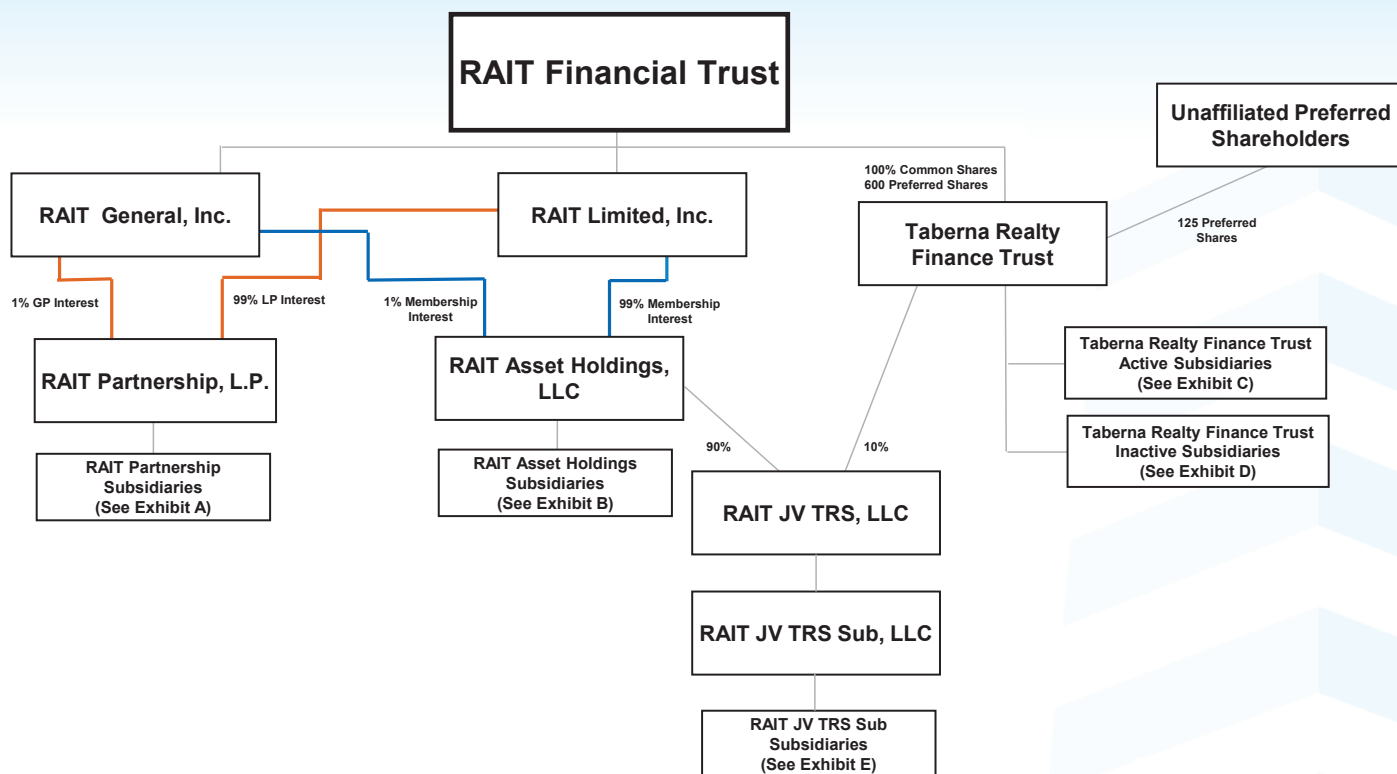 RAIT Financial Trust
Unaffiliated Preferred
Shareholders
100% Common Shares
600 Preferred Shares
RAIT General, Inc.
RAIT Limited, Inc.
Taberna Realty
Finance Trust
125 Preferred
Shares
1% GP Interest
99% LP Interest
1% Membership
Interest
99% Membership
Interest
RAIT Partnership, L.P.
RAIT Asset Holdings,
LLC
Taberna Realty Finance Trust
Active Subsidiaries
(See Exhibit C)
Taberna Realty Finance Trust
Inactive Subsidiaries
(See Exhibit D)
90%
10%
RAIT Partnership
Subsidiaries
(See Exhibit A)
RAIT Asset Holdings
Subsidiaries
(See Exhibit B)
RAIT JV TRS, LLC
RAIT JV TRS Sub, LLC
RAIT JV TRS Sub
Subsidiaries
(See Exhibit E)